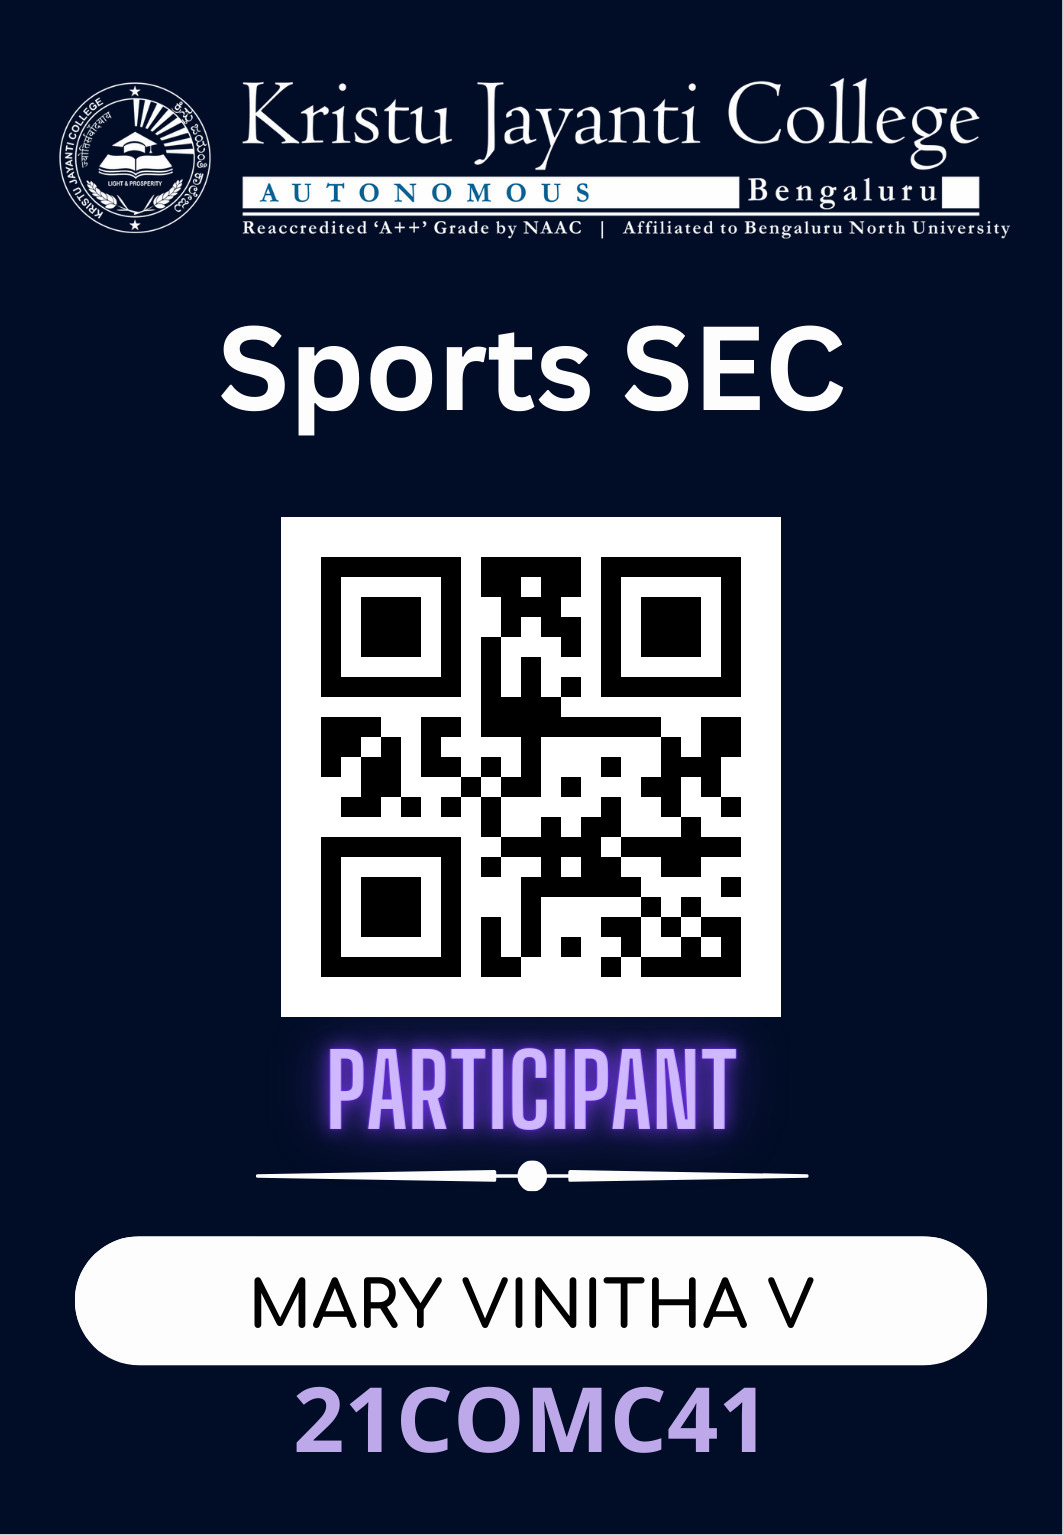 KRISTU JAYANTI COLLEGE
ಕ್ರಿಸ್ತು ಜಯಂತಿ ಕಾಲೇಜು
LIGHT & PROSPERITY
Kristu Jayanti College
AUTONOMOUS Bengaluru
Reaccredited ‘A++’ Grade by NAAC | Affiliated to Bengaluru North University
Sports SEC
PARTICIPANT
MARY VINITHA V
21COMC41